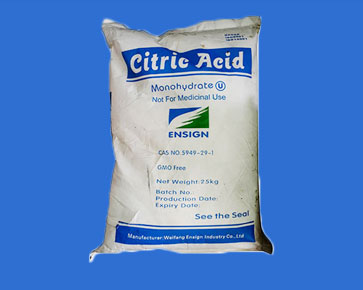 Citric Acid
Monohydrate U
Not For Medicinal Use
ENSIGN
CAS NO:5949-29-1
GMO Free
Net Weight:25kg
Batch No.:
Production Date:
Expiry Date:
See the Seal
Manufacturer:Weifang Ensign Industry Co.,Ltd